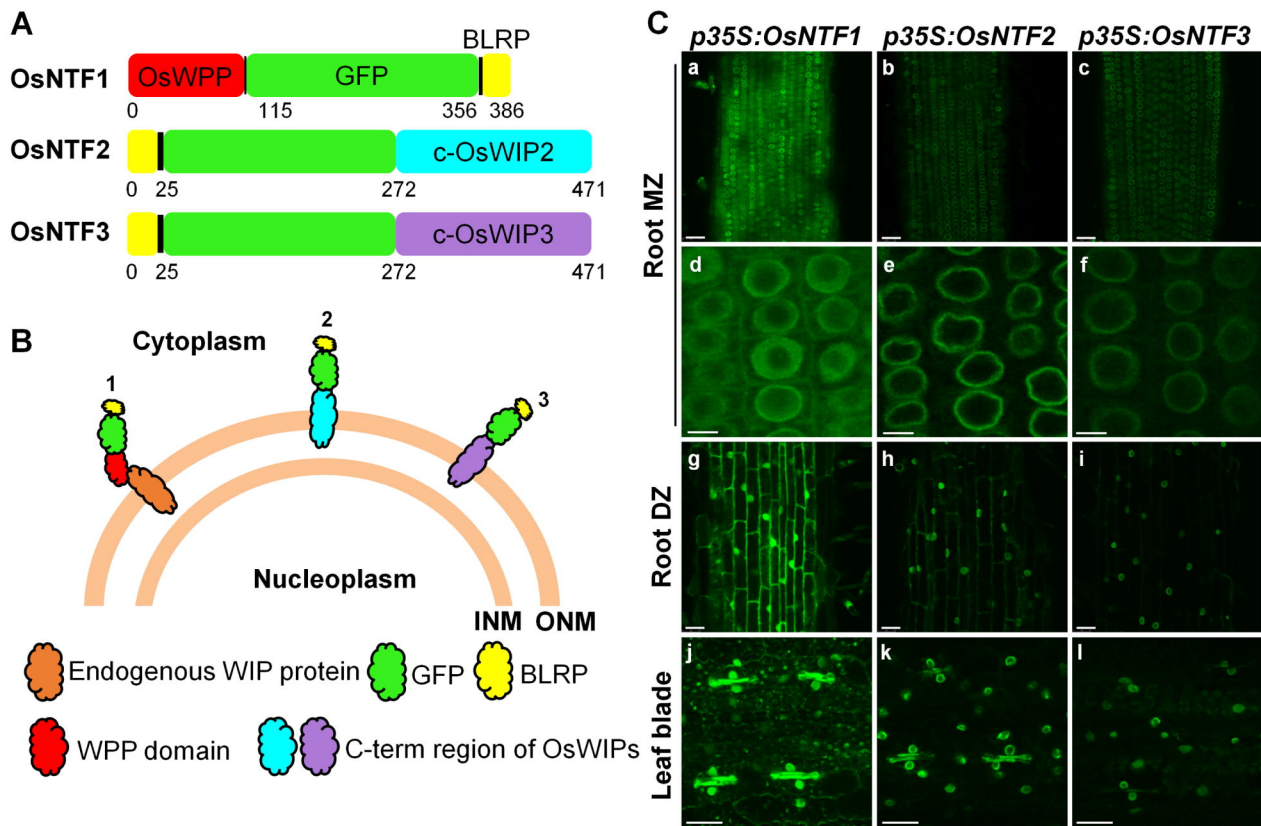 A
BLRP
OsNTF1 OsWPP GFP
0 115 356 386
OsNTF2 c-OsWIP2
0 25 272 471
OsNTF3 c-OsWIP3
0 25 272 471
B
Cytoplasm
1
2
3
Nucleoplasm
INM ONM
Endogenous WIP protein GFP BLRP
WPP domain C-term region of OsWIPs
C
p35S:OsNTF1 p35S:OsNTF2 p35S:OsNTF3
Root MZ
a b c
d e f
Root DZ
g h i
Leaf blade
j k l